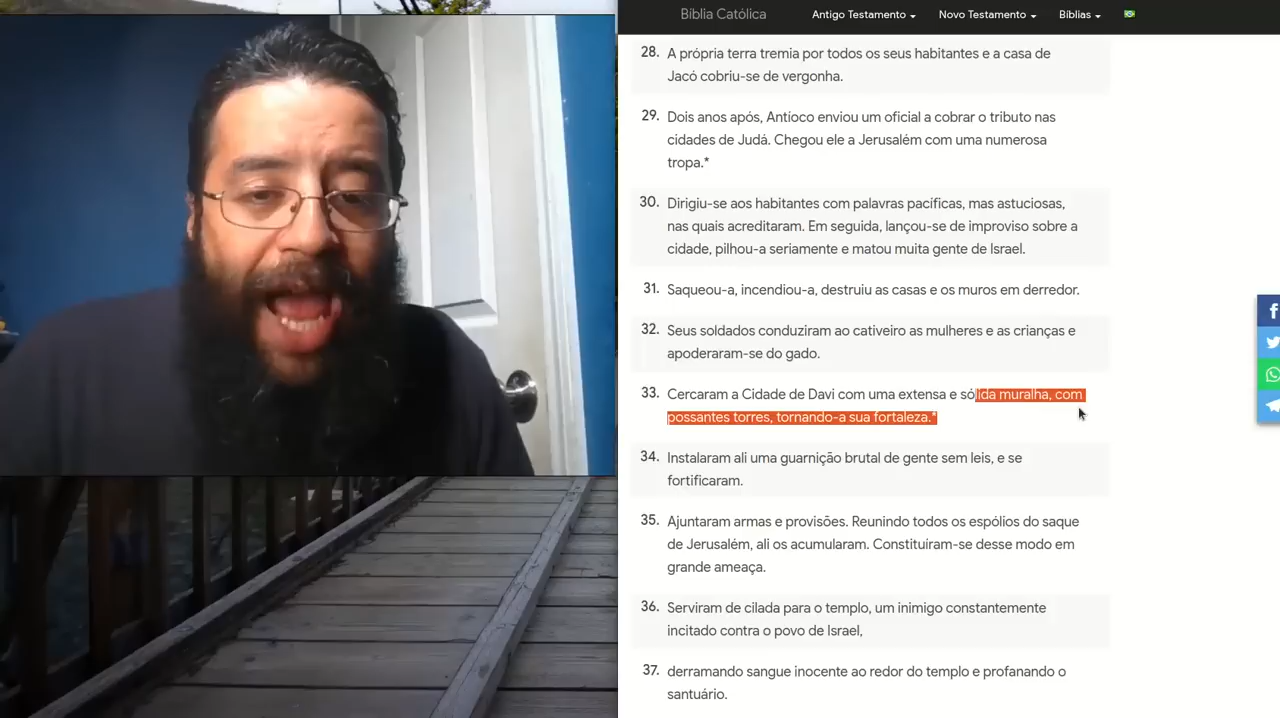 Bíblia Católica Antigo Testamento Novo Testamento Bíblias
28. A própria terra tremia por todos os seus habitantes e a casa de
Jacó cobriu-se de vergonha.
29. Dois anos após, Antíoco enviou um oficial a cobrar o tributo nas
cidades de Judá. Chegou ele a Jerusalém com uma numerosa
tropa.*
30. Dirigiu-se aos habitantes com palavras pacíficas, mas astuciosas,
nas quais acreditaram. Em seguida, lançou-se de improviso sobre a
cidade, pilhou-a seriamente e matou muita gente de Israel.
31. Saqueou-a, incendiou-a, destruiu as casas e os muros em derredor.
32. Seus soldados conduziram ao cativeiro as mulheres e as crianças e
apoderaram-se do gado.
33. Cercaram a Cidade de Davi com uma extensa e sólida muralha, com
possantes torres, tornando-a sua fortaleza.*
34. Instalaram ali uma guarnição brutal de gente sem leis, e se
fortificaram.
35. Ajuntaram armas e provisões. Reunindo todos os espólios do saque
de Jerusalém, ali os acumularam. Constituíram-se desse modo em
grande ameaça.
36. Serviram de cilada para o templo, um inimigo constantemente
incitado contra o povo de Israel,
37. derramando sangue inocente ao redor do templo e profanando o
santuário.